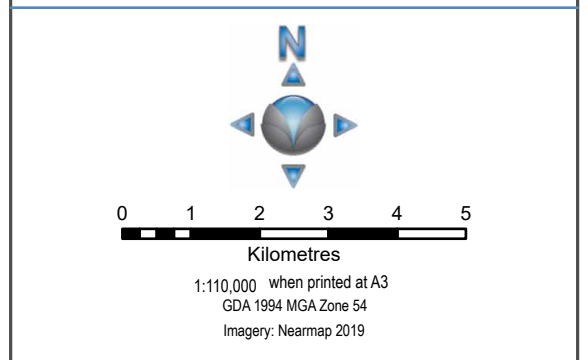 N
0 1 2 3 4 5
Kilometres
1:110,000 when printed at A3
GDA 1994 MGA Zone 54
Imagery: Nearmap 2019